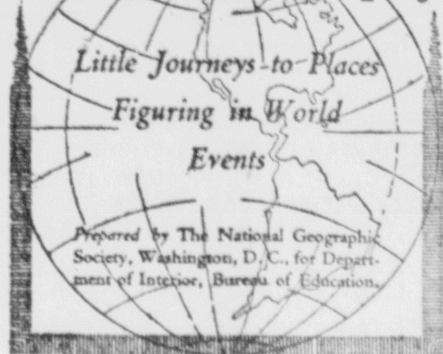 Little Journeys to Places
Figuring in World
Events
Prepared by The National Geographic
Society, Washington, D. C., for Depart-
ment of Interior, Bureau of Education.